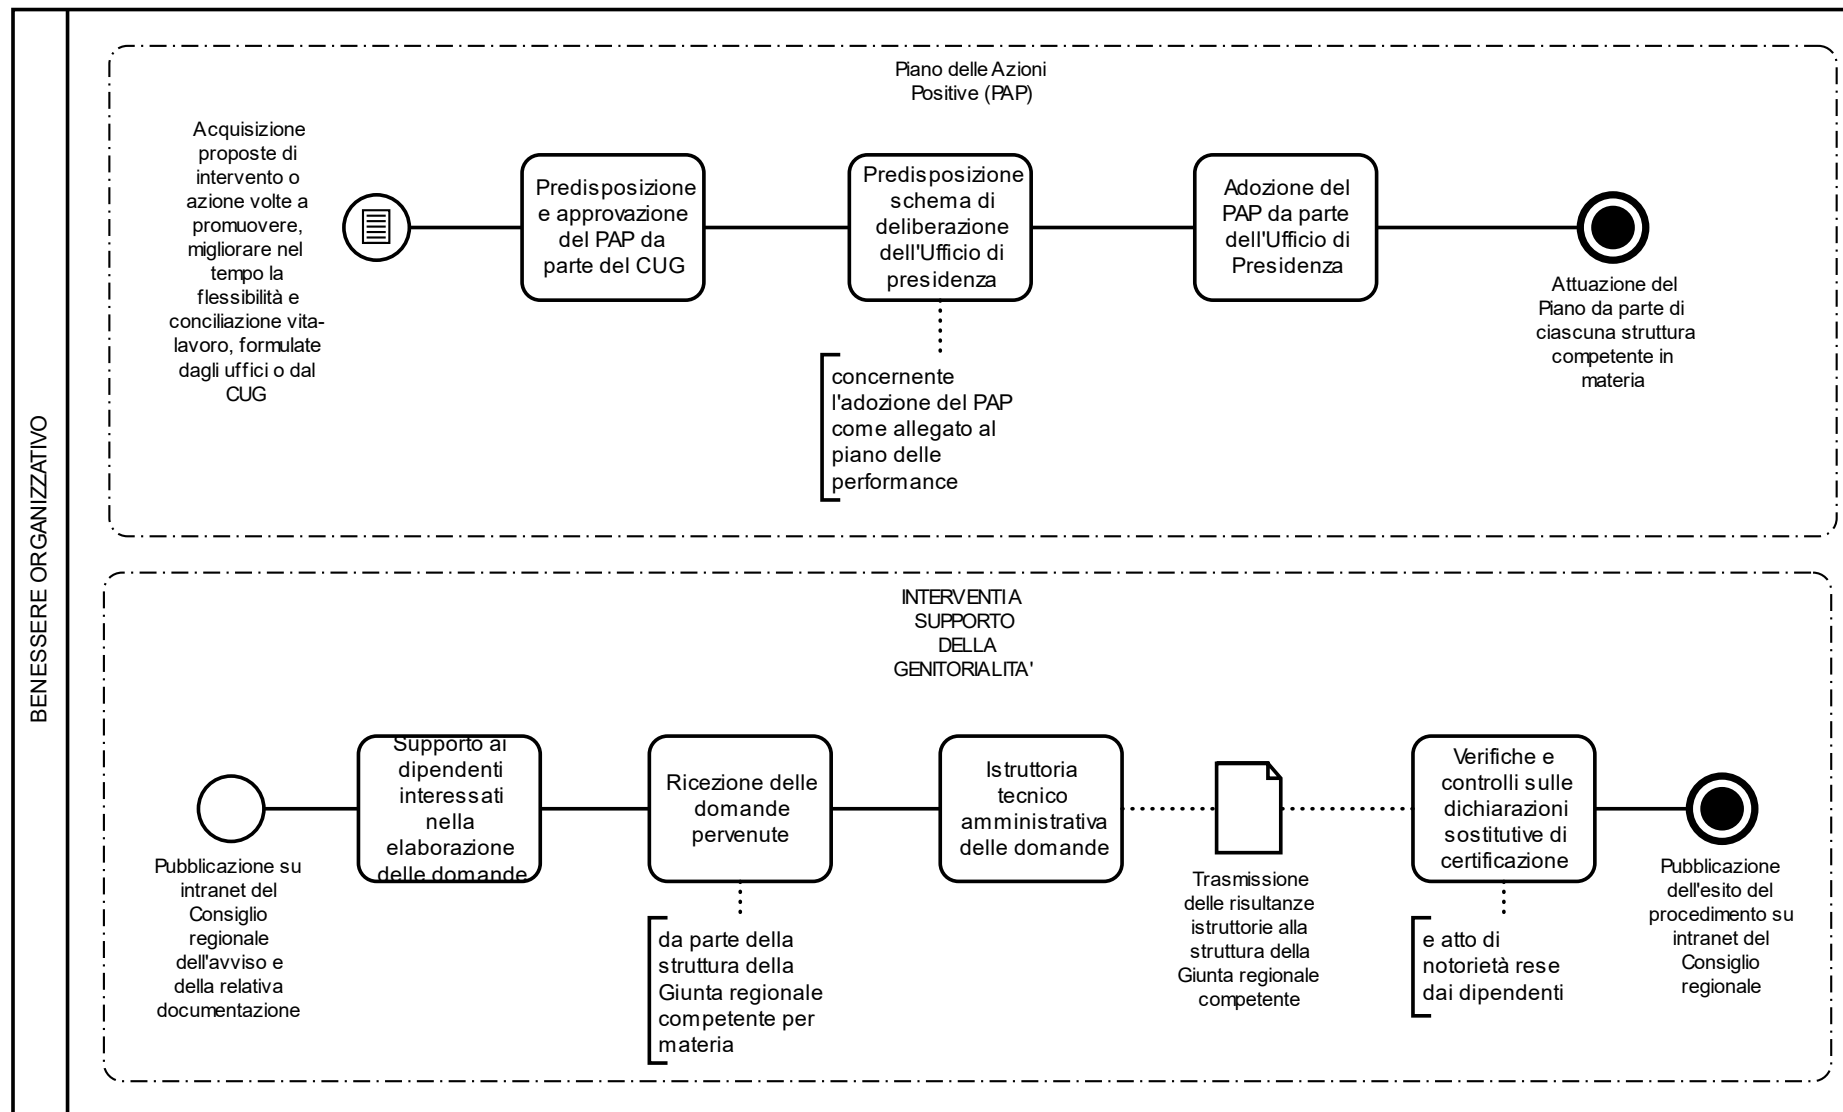 BENESSERE ORGANIZZATIVO
Piano delle Azioni
Positive (PAP)
Acquisizione
proposte di
intervento o
azione volte a
promuovere,
migliorare nel
tempo la
flessibilità e
conciliazione vita-
lavoro, formulate
dagli uffici o dal
CUG
Predisposizione
e approvazione
del PAP da
parte del CUG
Predisposizione
schema di
deliberazione
dell'Ufficio di
presidenza
concernente
l'adozione del PAP
come allegato al
piano delle
performance
Adozione del
PAP da parte
dell'Ufficio di
Presidenza
Attuazione del
Piano da parte di
ciascuna struttura
competente in
materia
INTERVENTI A
SUPPORTO
DELLA
GENITORIALITA'
Pubblicazione su
intranet del
Consiglio
regionale
dell'avviso e
della relativa
documentazione
Supporto ai
dipendenti
interessati
nella
elaborazione
delle domande
Ricezione delle
domande
pervenute
da parte della
struttura della
Giunta regionale
competente per
materia
Istruttoria
tecnico
amministrativa
delle domande
Trasmissione
delle risultanze
istruttorie alla
struttura della
Giunta regionale
competente
Verifiche e
controlli sulle
dichiarazioni
sostitutive di
certificazione
e atto di
notorietà rese
dai dipendenti
Pubblicazione
dell'esito del
procedimento su
intranet del
Consiglio
regionale